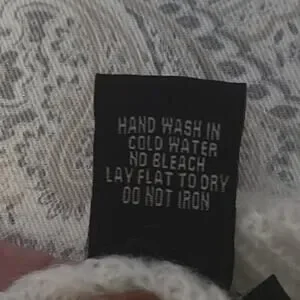 HAND WASH IN
COLD WATER
NO BLEACH
LAY FLAT TO DRY
DO NOT IRON